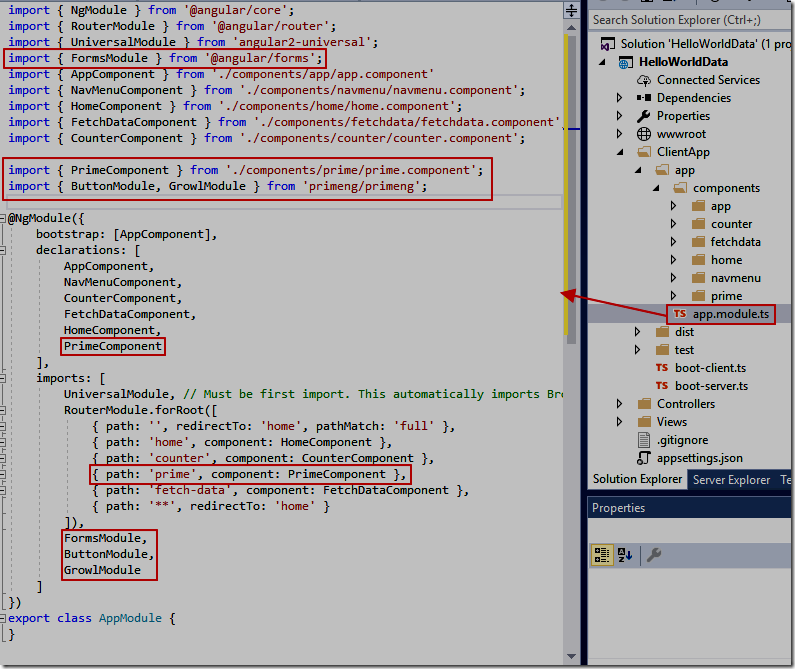 import { NgModule } from '@angular/core';
import { RouterModule } from '@angular/router';
import { UniversalModule } from 'angular2-universal';
import { FormsModule } from '@angular/forms';
import { AppComponent } from './components/app/app.component'
import { NavMenuComponent } from './components/navmenu/navmenu.component';
import { HomeComponent } from './components/home/home.component';
import { FetchDataComponent } from './components/fetchdata/fetchdata.component'
import { CounterComponent } from './components/counter/counter.component';
import { PrimeComponent } from './components/prime/prime.component';
import { ButtonModule, GrowlModule } from 'primeng/primeng';
@NgModule({
bootstrap: [AppComponent],
declarations: [
AppComponent,
NavMenuComponent,
CounterComponent,
FetchDataComponent,
HomeComponent,
PrimeComponent
],
imports: [
UniversalModule, // Must be first import. This automatically imports Bro
RouterModule.forRoot([
{ path: '', redirectTo: 'home', pathMatch: 'full' },
{ path: 'home', component: HomeComponent },
{ path: 'counter', component: CounterComponent },
{ path: 'prime', component: PrimeComponent },
{ path: 'fetch-data', component: FetchDataComponent },
{ path: '**', redirectTo: 'home' }
]),
FormsModule,
ButtonModule,
GrowlModule
]
})
export class AppModule {
}
Search Solution Explorer (Ctrl+;)
Solution 'HelloWorldData' (1 pro
HelloWorldData
Connected Services
Dependencies
Properties
wwwroot
ClientApp
app
components
app
counter
fetchdata
home
navmenu
prime
TS app.module.ts
dist
test
TS boot-client.ts
TS boot-server.ts
Controllers
Views
.gitignore
appsettings.json
Solution Explorer Server Explorer Te
Properties